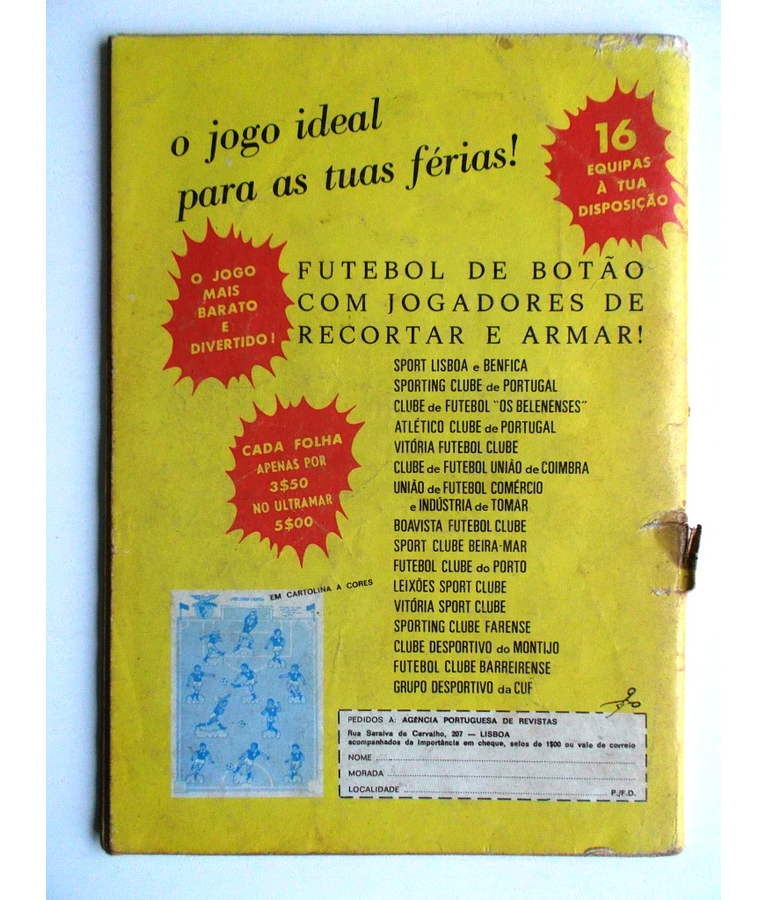 o jogo ideal
para as tuas férias!
16
EQUIPAS
À TUA
DISPOSIÇÃO
O JOGO
MAIS
BARATO
E
DIVERTIDO!
FUTEBOL DE BOTÃO
COM JOGADORES DE
RECORTAR E ARMAR!
SPORT LISBOA e BENFICA
SPORTING CLUBE de PORTUGAL
CLUBE de FUTEBOL "OS BELENENSES"
ATLÉTICO CLUBE de PORTUGAL
VITÓRIA FUTEBOL CLUBE
CLUBE de FUTEBOL UNIÃO de COIMBRA
UNIÃO de FUTEBOL COMÉRCIO
e INDÚSTRIA de TOMAR
BOAVISTA FUTEBOL CLUBE
SPORT CLUBE BEIRA-MAR
FUTEBOL CLUBE do PORTO
LEIXÕES SPORT CLUBE
VITÓRIA SPORT CLUBE
SPORTING CLUBE FARENSE
CLUBE DESPORTIVO do MONTIJO
FUTEBOL CLUBE BARREIRENSE
GRUPO DESPORTIVO da CUF
CADA FOLHA
APENAS POR
3$50
NO ULTRAMAR
5$00
EM CARTOLINA A CORES
PEDIDOS À: AGÊNCIA PORTUGUESA DE REVISTAS
Rua Saraiva de Carvalho, 207 — LISBOA
acompanhados da importância em cheque, selos de 1$00 ou vale de correio
NOME
MORADA
LOCALIDADE P./F.D.